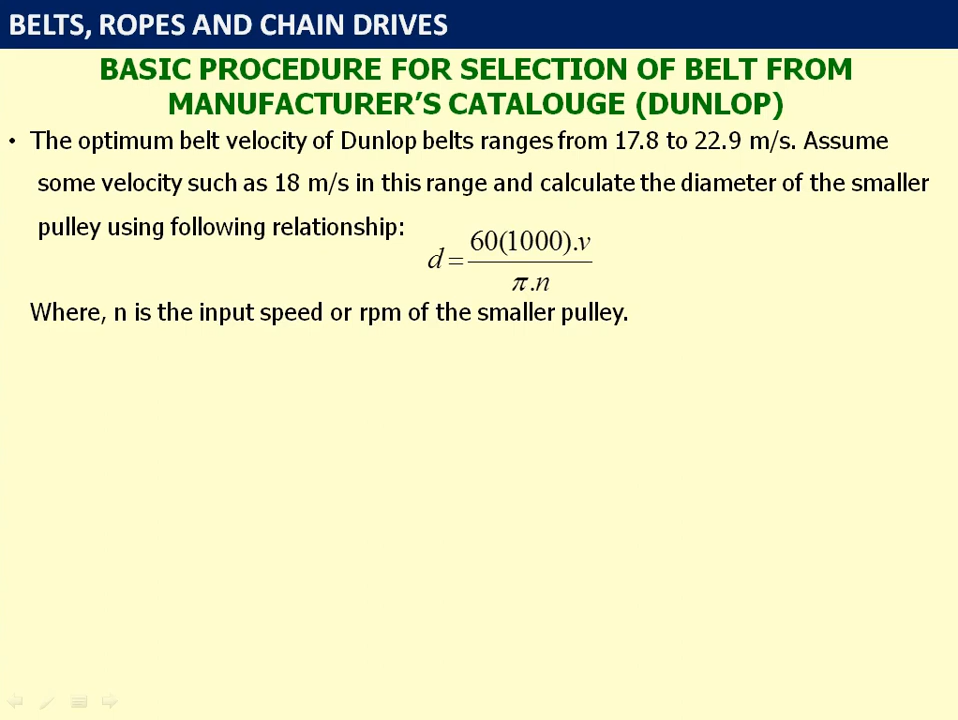 BELTS, ROPES AND CHAIN DRIVES
BASIC PROCEDURE FOR SELECTION OF BELT FROM
MANUFACTURER'S CATALOUGE (DUNLOP)
• The optimum belt velocity of Dunlop belts ranges from 17.8 to 22.9 m/s. Assume
some velocity such as 18 m/s in this range and calculate the diameter of the smaller
pulley using following relationship:
d = 60(1000).v / π.n
Where, n is the input speed or rpm of the smaller pulley.